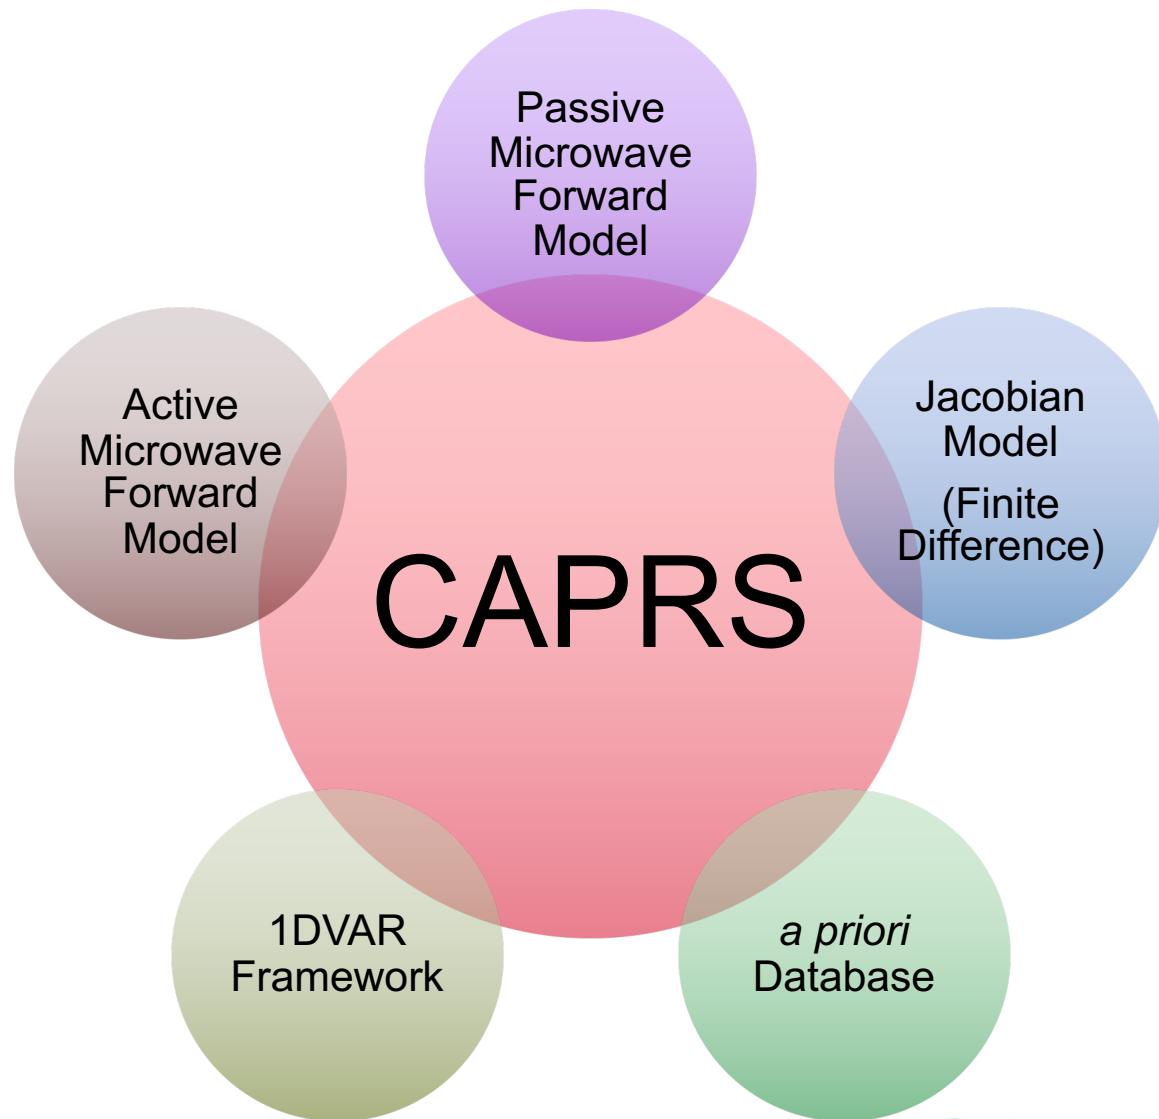 Passive
Microwave
Forward
Model
Active
Microwave
Forward
Model
Jacobian
Model
(Finite
Difference)
CAPRS
1DVAR
Framework
a priori
Database